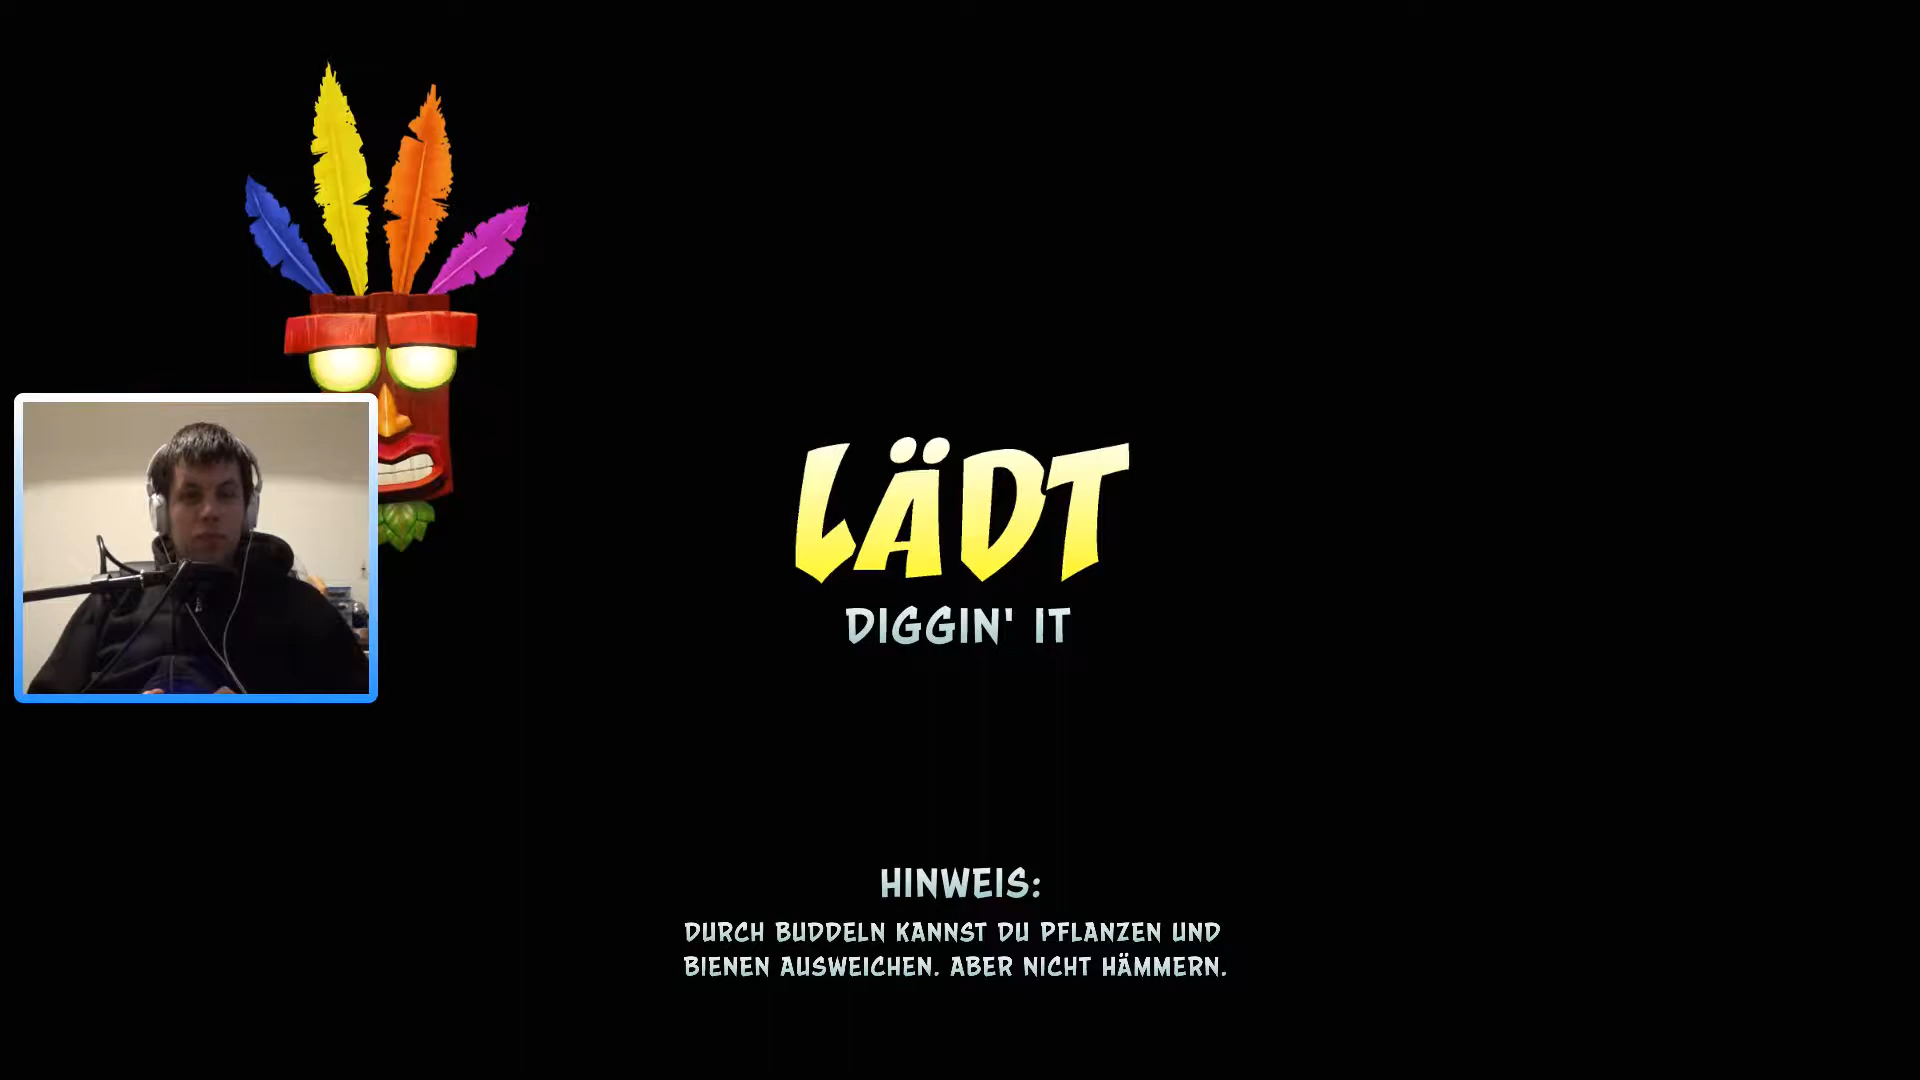 LÄDT
DIGGIN' IT
HINWEIS:
DURCH BUDDELN KANNST DU PFLANZEN UND
BIENEN AUSWEICHEN. ABER NICHT HÄMMERN.